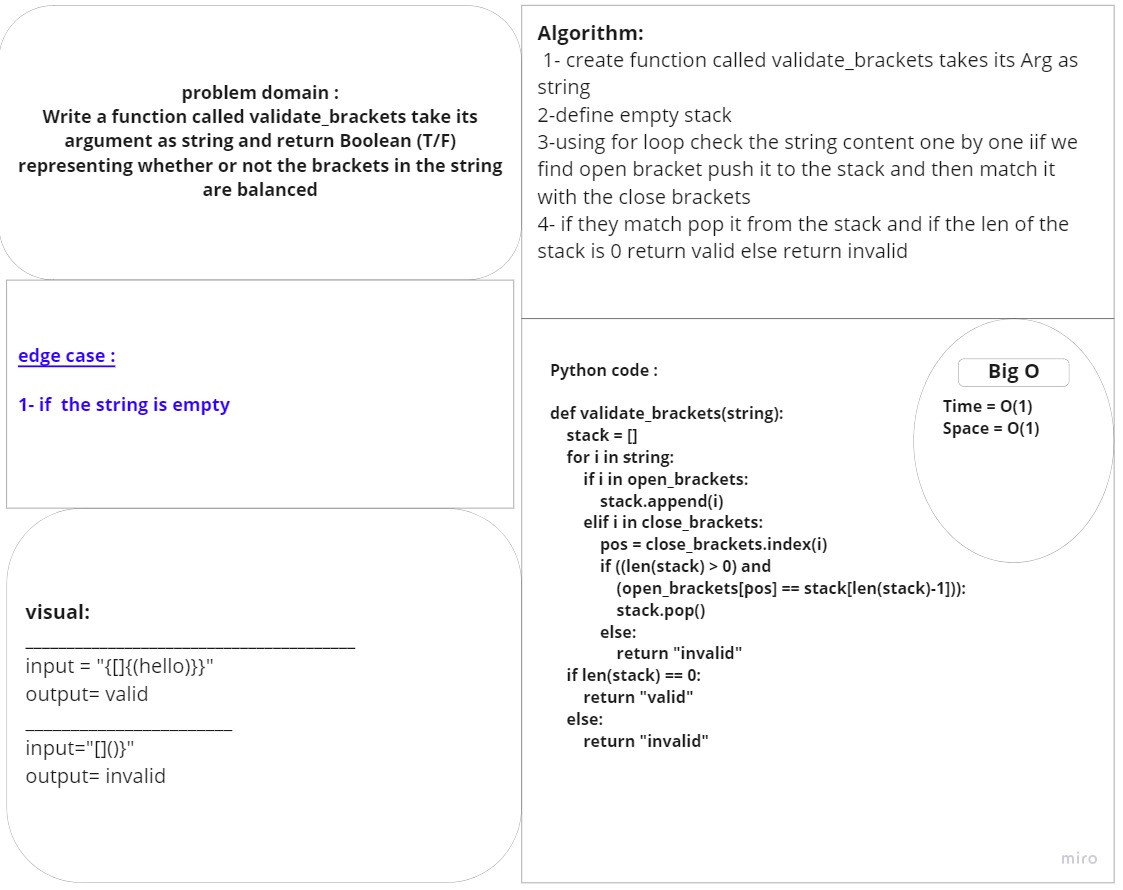 problem domain :
Write a function called validate_brackets take its
argument as string and return Boolean (T/F)
representing whether or not the brackets in the string
are balanced
edge case :
1- if  the string is empty
visual:
input = "{[]{(hello)}}"
output= valid
input="[]()}"
output= invalid
Algorithm:
1- create function called validate_brackets takes its Arg as
string
2-define empty stack
3-using for loop check the string content one by one iif we
find open bracket push it to the stack and then match it
with the close brackets
4- if they match pop it from the stack and if the len of the
stack is 0 return valid else return invalid
Python code :
def validate_brackets(string):
    stack = []
    for i in string:
        if i in open_brackets:
            stack.append(i)
        elif i in close_brackets:
            pos = close_brackets.index(i)
            if ((len(stack) > 0) and
                (open_brackets[pos] == stack[len(stack)-1])):
                stack.pop()
            else:
                return "invalid"
    if len(stack) == 0:
        return "valid"
    else:
        return "invalid"
Big O
Time = O(1)
Space = O(1)
miro